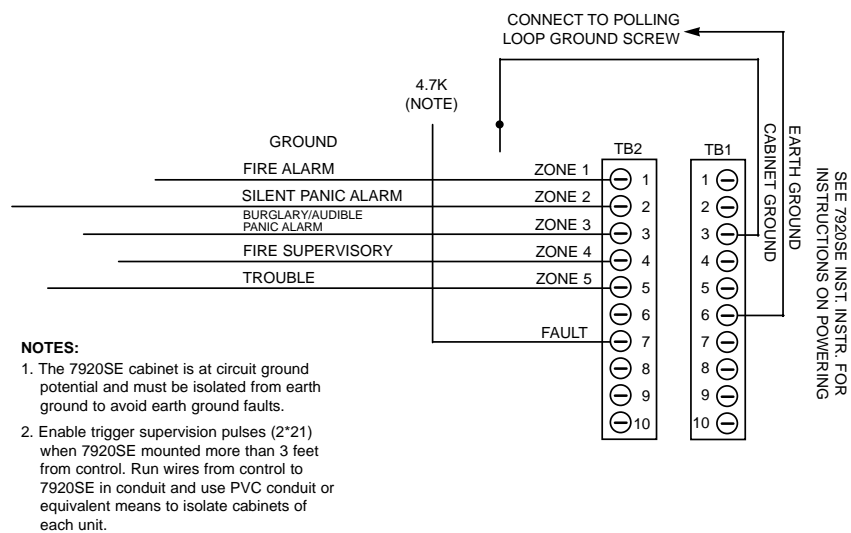 CONNECT TO POLLING
LOOP GROUND SCREW
4.7K
(NOTE)
GROUND
FIRE ALARM
ZONE 1
SILENT PANIC ALARM
ZONE 2
BURGLARY/AUDIBLE
PANIC ALARM
ZONE 3
FIRE SUPERVISORY
ZONE 4
TROUBLE
ZONE 5
FAULT
TB2
1
2
3
4
5
6
7
8
9
10
TB1
1
2
3
4
5
6
7
8
9
10
CABINET GROUND
EARTH GROUND
SEE 7920SE INST. INSTR. FOR
INSTRUCTIONS ON POWERING
NOTES:
1. The 7920SE cabinet is at circuit ground
potential and must be isolated from earth
ground to avoid earth ground faults.
2. Enable trigger supervision pulses (2*21)
when 7920SE mounted more than 3 feet
from control. Run wires from control to
7920SE in conduit and use PVC conduit or
equivalent means to isolate cabinets of
each unit.